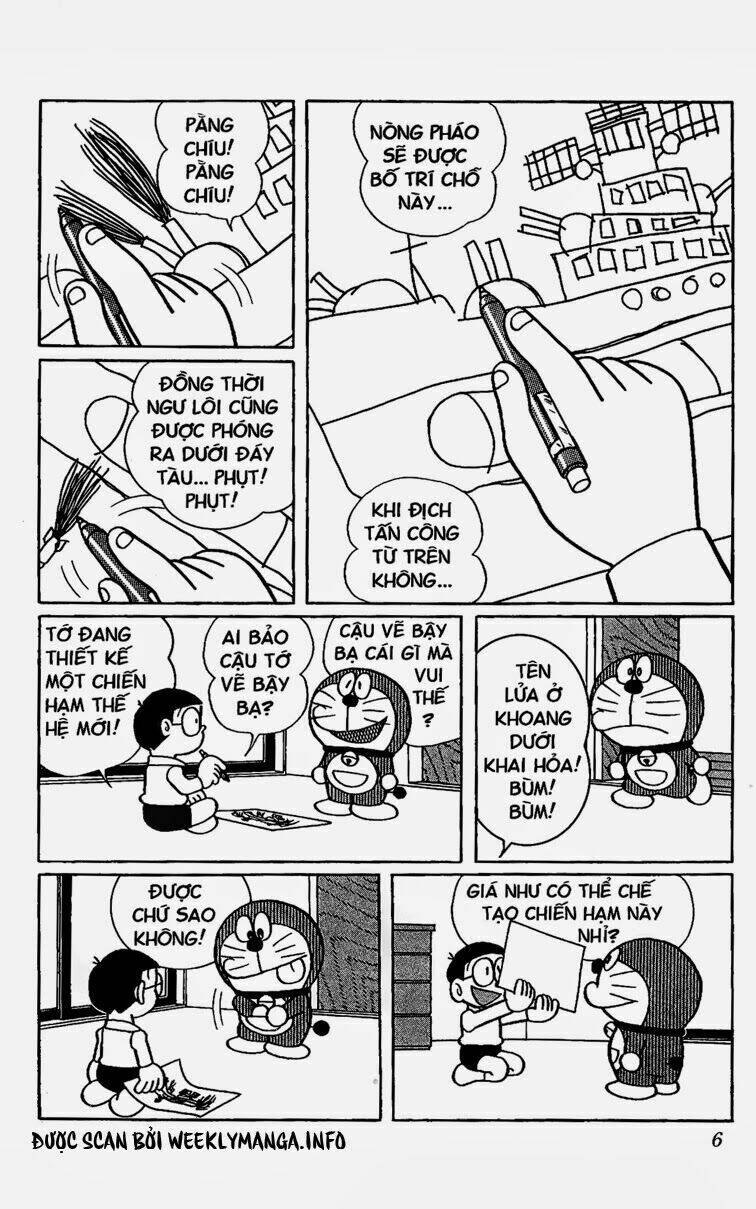 NÒNG PHÁO
SẼ ĐƯỢC
BỐ TRÍ CHỖ
NÀY...
KHI ĐỊCH
TẤN CÔNG
TỪ TRÊN
KHÔNG...
PẰNG
CHÍU!
PẰNG
CHÍU!
ĐỒNG THỜI
NGƯ LÔI CŨNG
ĐƯỢC PHÓNG
RA DƯỚI ĐÁY
TÀU... PHỤT!
PHỤT!
TÊN
LỬA Ở
KHOANG
DƯỚI
KHAI HỎA!
BÙM!
BÙM!
CẬU VẼ BẬY
BẠ CÁI GÌ MÀ
VUI
THẾ
?
AI BẢO
CẬU TỚ
VẼ BẬY
BẠ?
TỚ ĐANG
THIẾT KẾ
MỘT CHIẾN
HẠM THẾ
HỆ MỚI!
GIÁ NHƯ CÓ THỂ CHẾ
TẠO CHIẾN HẠM NÀY
NHỈ?
ĐƯỢC
CHỨ SAO
KHÔNG!
ĐƯỢC SCAN BỞI WEEKLYMANGA.INFO
6